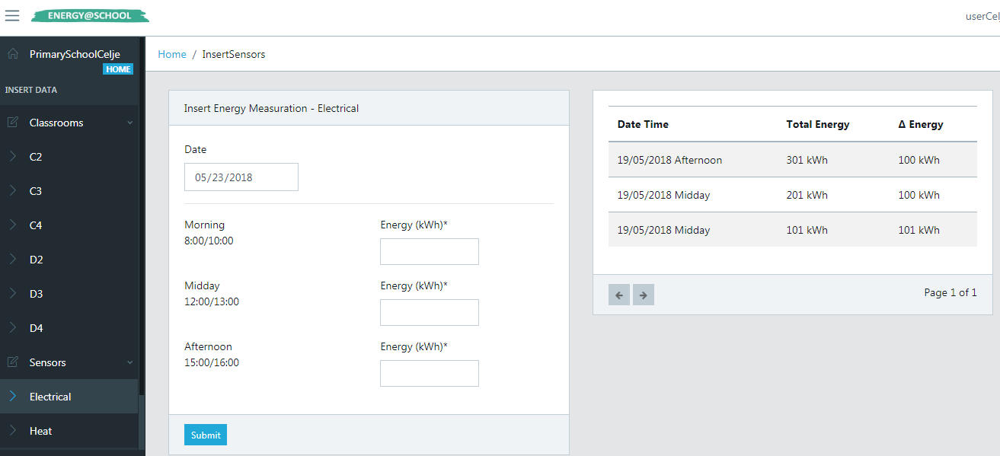 ENERGY@SCHOOL
PrimarySchoolCelje
HOME
INSERT DATA
Classrooms
C2
C3
C4
D2
D3
D4
Sensors
Electrical
Heat
Home / InsertSensors
Insert Energy Measuration - Electrical
Date
05/23/2018
Morning
8:00/10:00
Energy (kWh)*
Midday
12:00/13:00
Energy (kWh)*
Afternoon
15:00/16:00
Energy (kWh)*
Submit
Date Time Total Energy Δ Energy
19/05/2018 Afternoon 301 kWh 100 kWh
19/05/2018 Midday 201 kWh 100 kWh
19/05/2018 Midday 101 kWh 101 kWh
Page 1 of 1